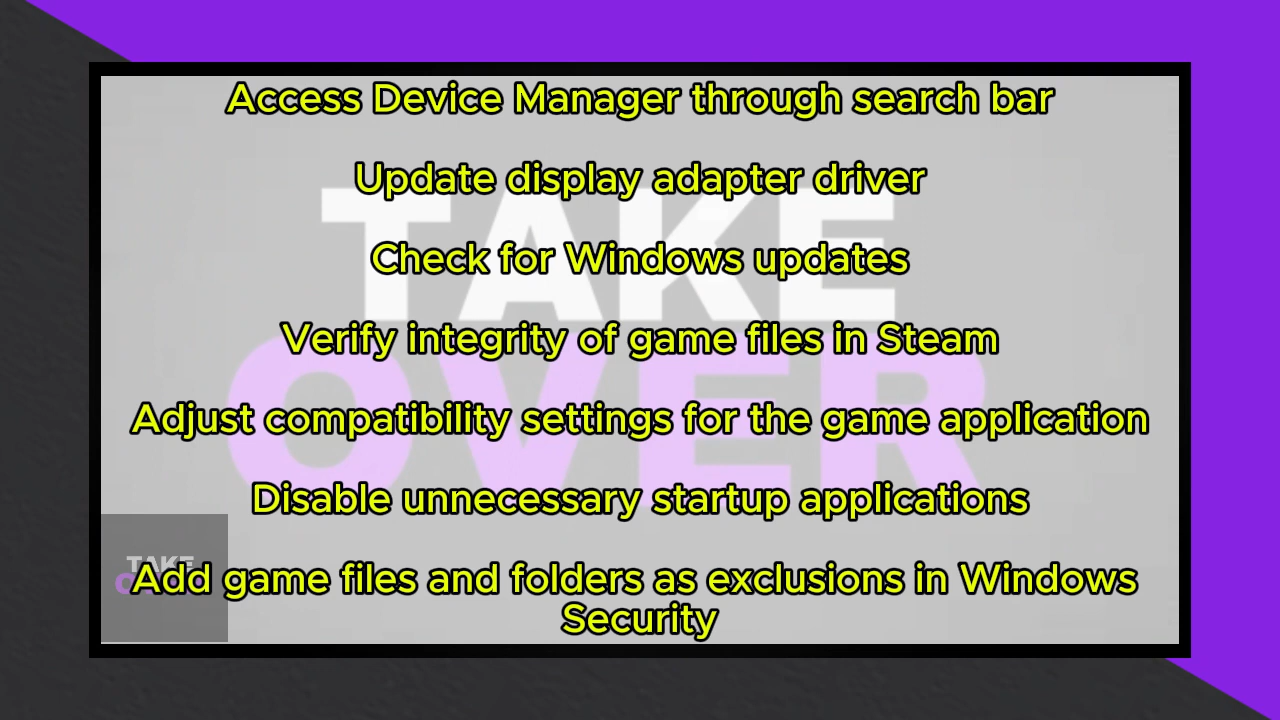 Access Device Manager through search bar
Update display adapter driver
TAKE
Check for Windows updates
Verify integrity of game files in Steam
OVER
Adjust compatibility settings for the game application
Disable unnecessary startup applications
TAKE
Add game files and folders as exclusions in Windows
Security